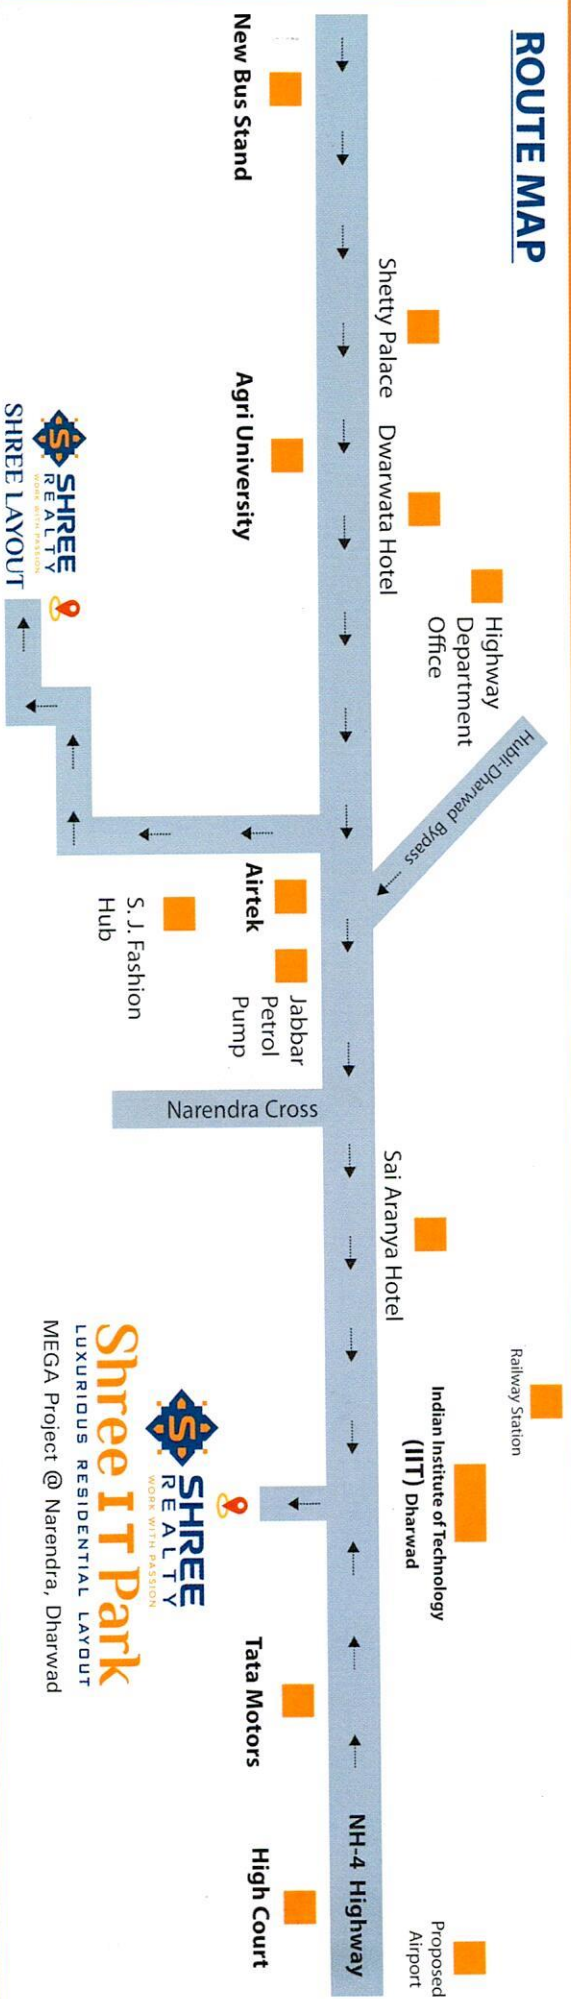 ROUTE MAP
New Bus Stand
Shetty Palace
Dwarwata Hotel
Agri University
Highway
Department
Office
Hubli-Dharwad Bypass
SHREE
REALTY
WORK WITH PASSION
SHREE LAYOUT
Airtek
Jabbar
Petrol
Pump
S. J. Fashion
Hub
Narendra Cross
Sai Aranya Hotel
Railway Station
Indian Institute of Technology
(IIT) Dharwad
SHREE
REALTY
WORK WITH PASSION
Shree IT Park
LUXURIOUS RESIDENTIAL LAYOUT
MEGA Project @ Narendra, Dharwad
Tata Motors
High Court
NH-4 Highway
Proposed
Airport